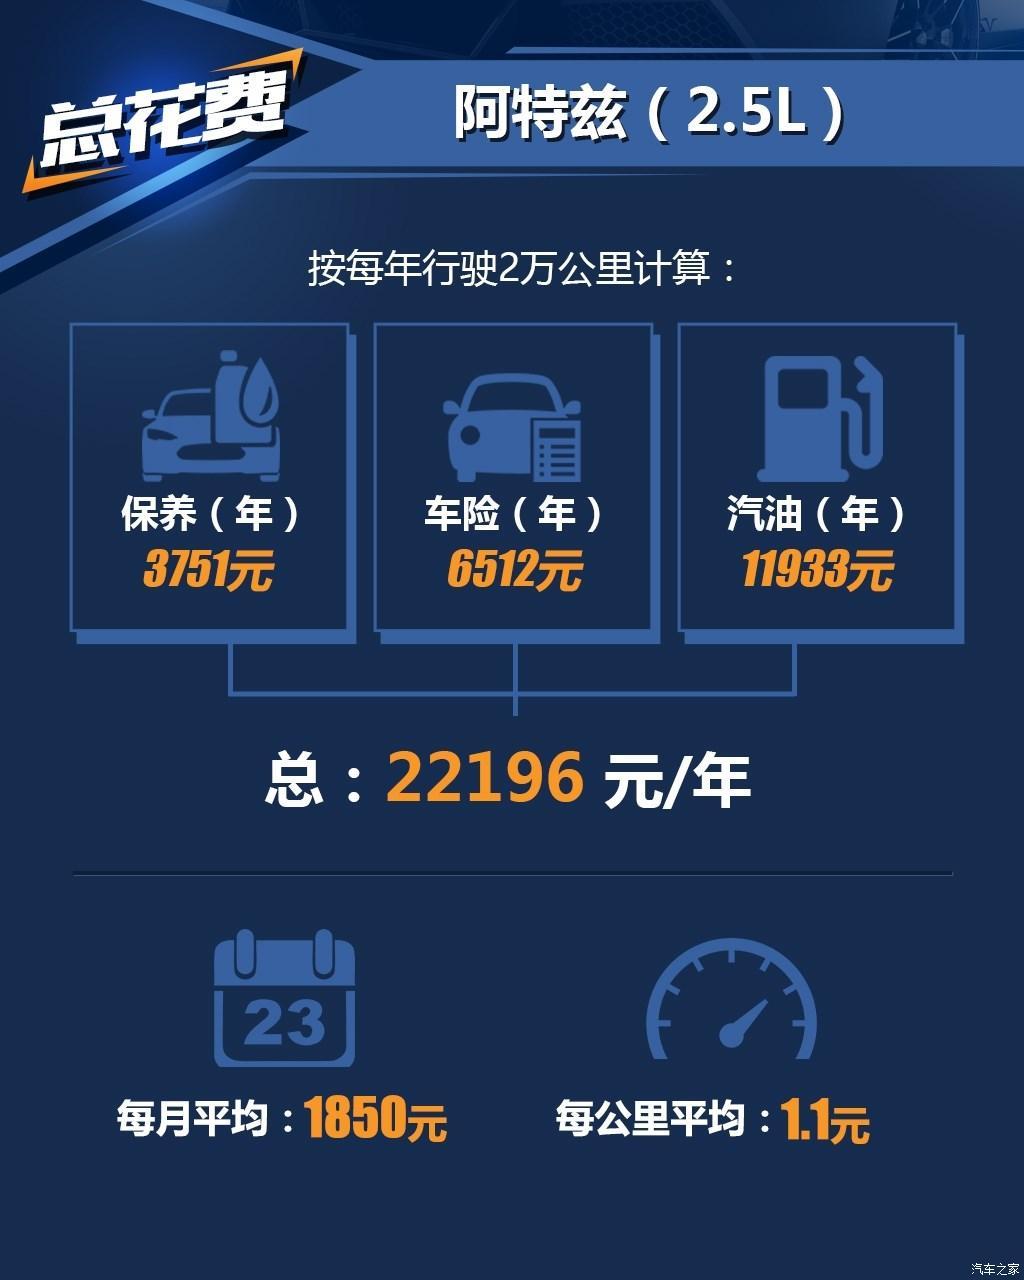 总花费
阿特兹（2.5L）
按每年行驶2万公里计算：
保养（年）
3751元
车险（年）
6512元
汽油（年）
11933元
总：22196 元/年
23
每月平均：1850元
每公里平均：1.1元
汽车之家